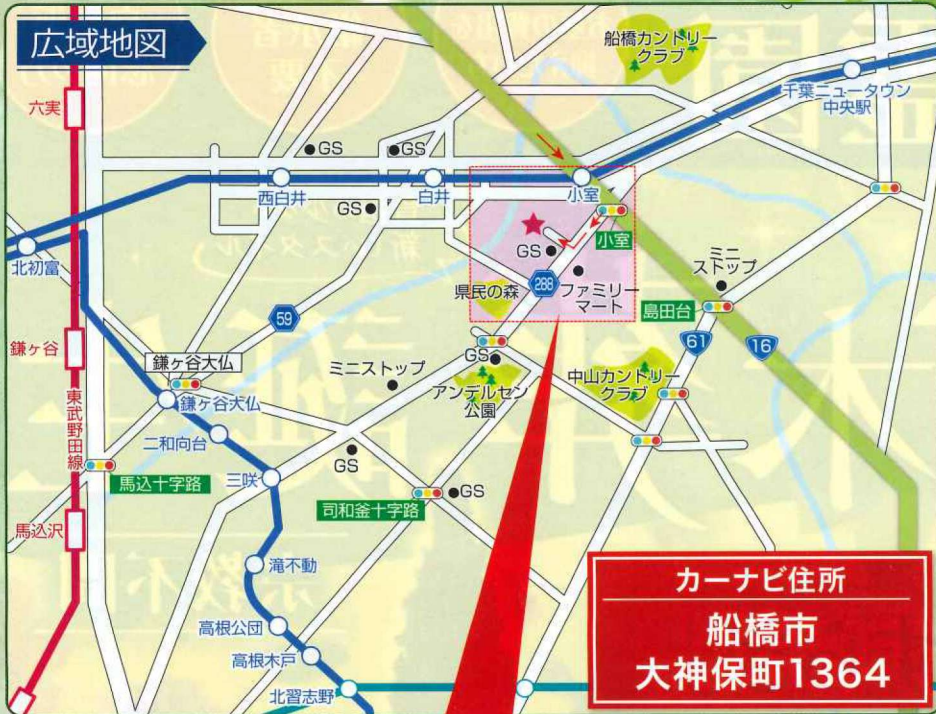 広域地図
船橋カントリー
クラブ
千葉ニュータウン
中央駅
六実
GS
GS
西白井
白井
小室
GS
小室
GS
北初富
ミニ
ストップ
県民の森
288
ファミリー
マート
59
島田台
61
16
鎌ヶ谷
鎌ヶ谷大仏
ミニストップ
GS
アンデルセン
公園
中山カントリー
クラブ
鎌ヶ谷大仏
東武野田線
二和向台
GS
三咲
馬込十字路
GS
司和釜十字路
馬込沢
滝不動
高根公団
高根木戸
北習志野
カーナビ住所
船橋市
大神保町1364